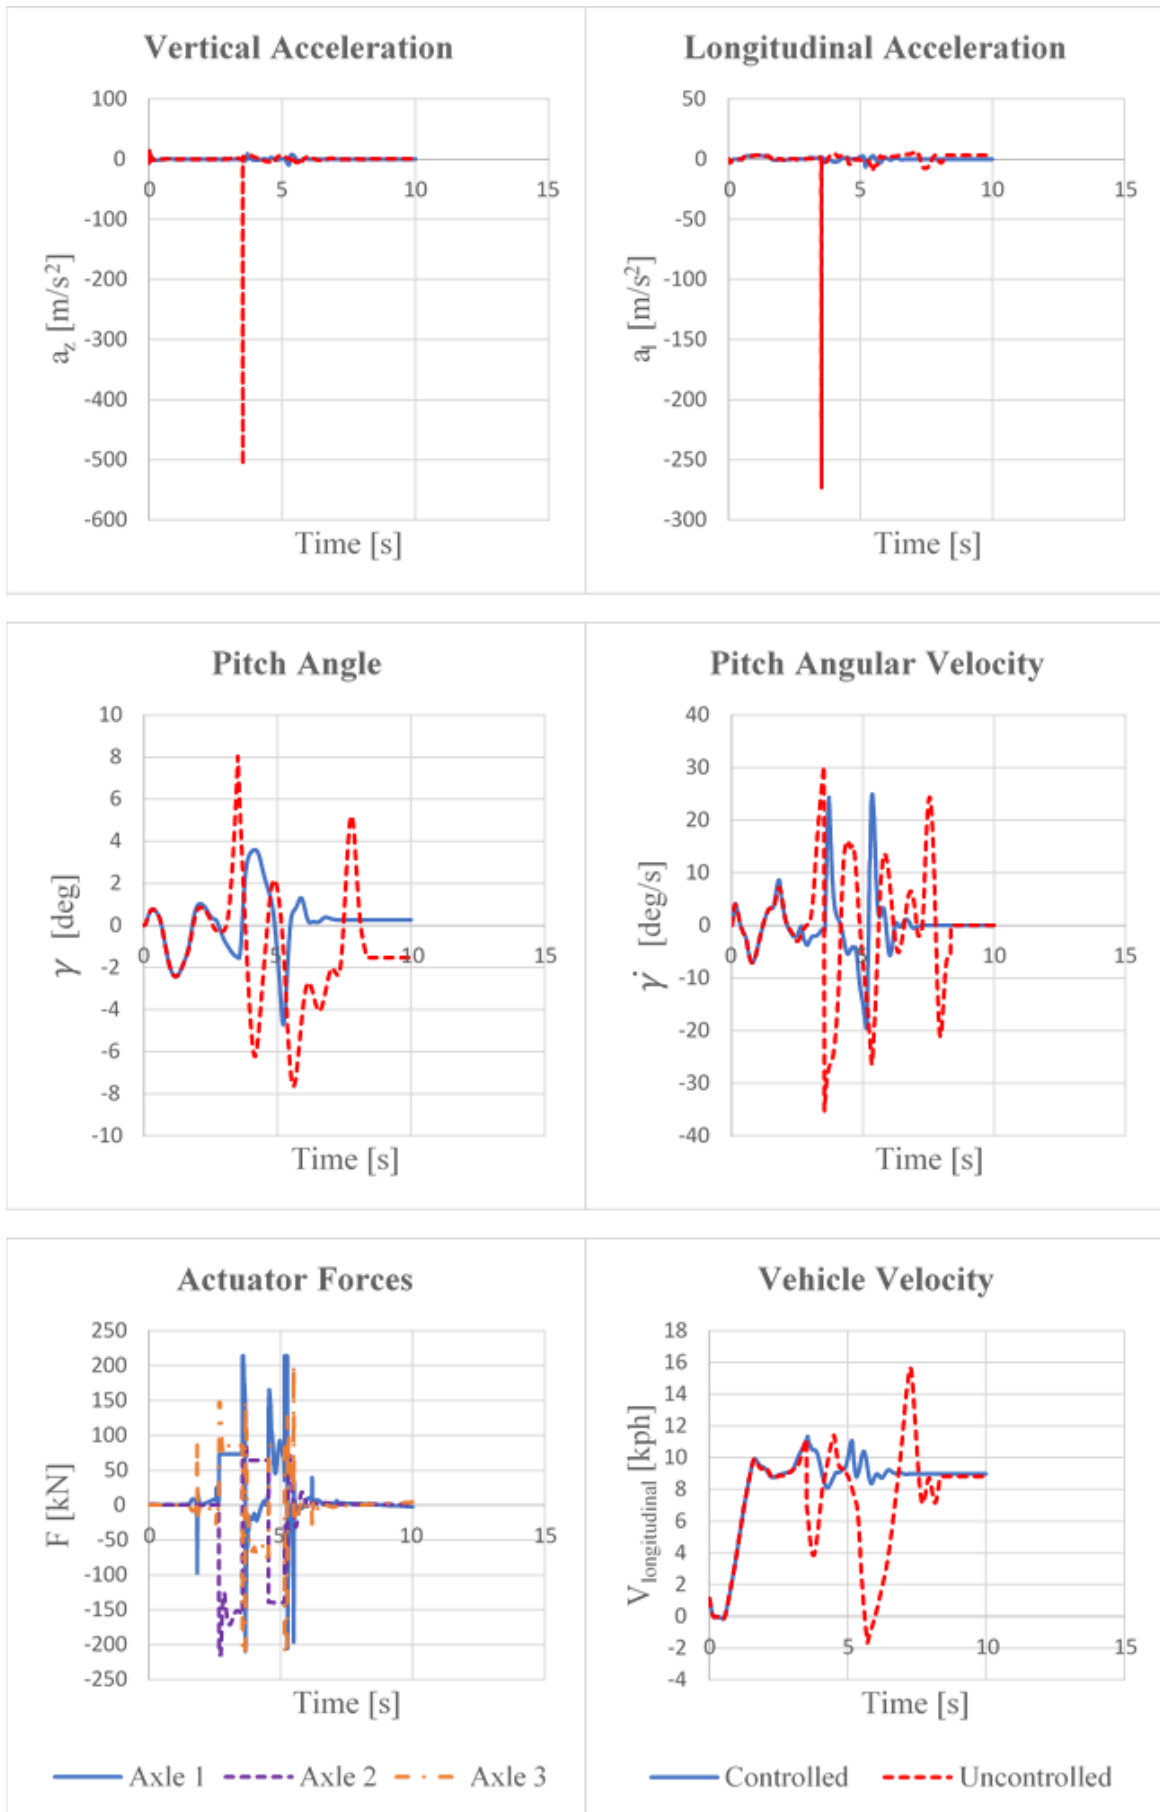 Vertical Acceleration
100
0
-100
-200
-300
-400
-500
-600
0 5 10 15
a_z [m/s²]
Time [s]
Longitudinal Acceleration
50
0
-50
-100
-150
-200
-250
-300
0 5 10 15
a_l [m/s²]
Time [s]
Pitch Angle
10
8
6
4
2
0
-2
-4
-6
-8
-10
0 5 10 15
γ [deg]
Time [s]
Pitch Angular Velocity
40
30
20
10
0
-10
-20
-30
-40
0 5 10 15
γ̇ [deg/s]
Time [s]
Actuator Forces
250
200
150
100
50
0
-50
-100
-150
-200
-250
0 5 10 15
F [kN]
Time [s]
Axle 1 Axle 2 Axle 3
Vehicle Velocity
18
16
14
12
10
8
6
4
2
0
-2
-4
0 5 10 15
V_longitudinal [kph]
Time [s]
Controlled Uncontrolled